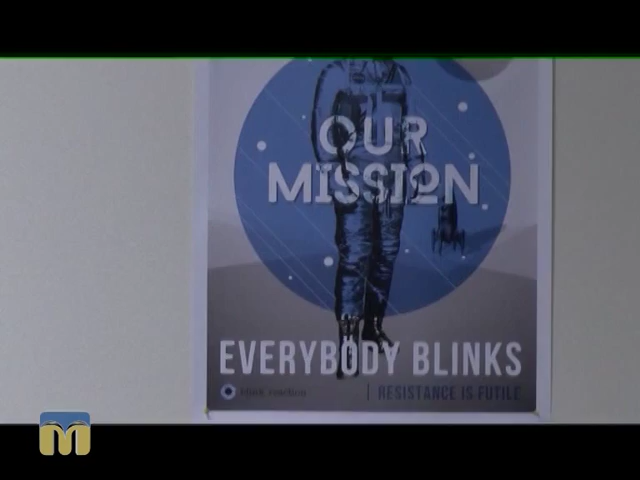 OUR
MISSION
EVERYBODY BLINKS
RESISTANCE IS FUTILE
M